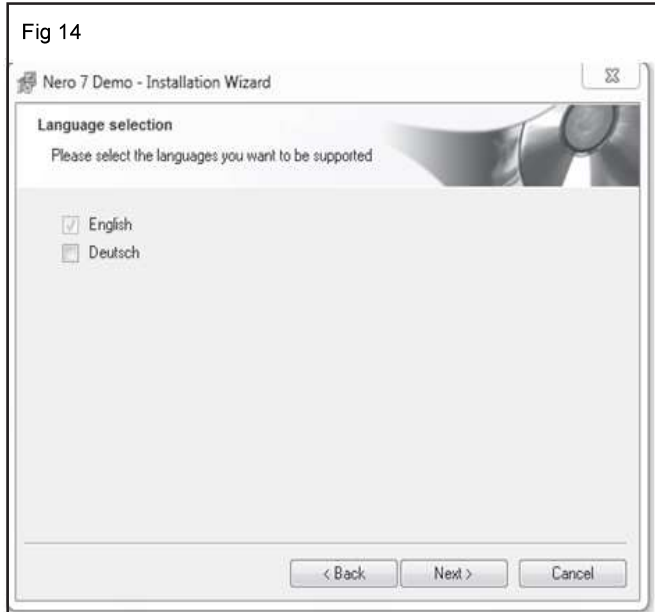 Fig 14
Nero 7 Demo - Installation Wizard
Language selection
Please select the languages you want to be supported
English
Deutsch
< Back Next > Cancel